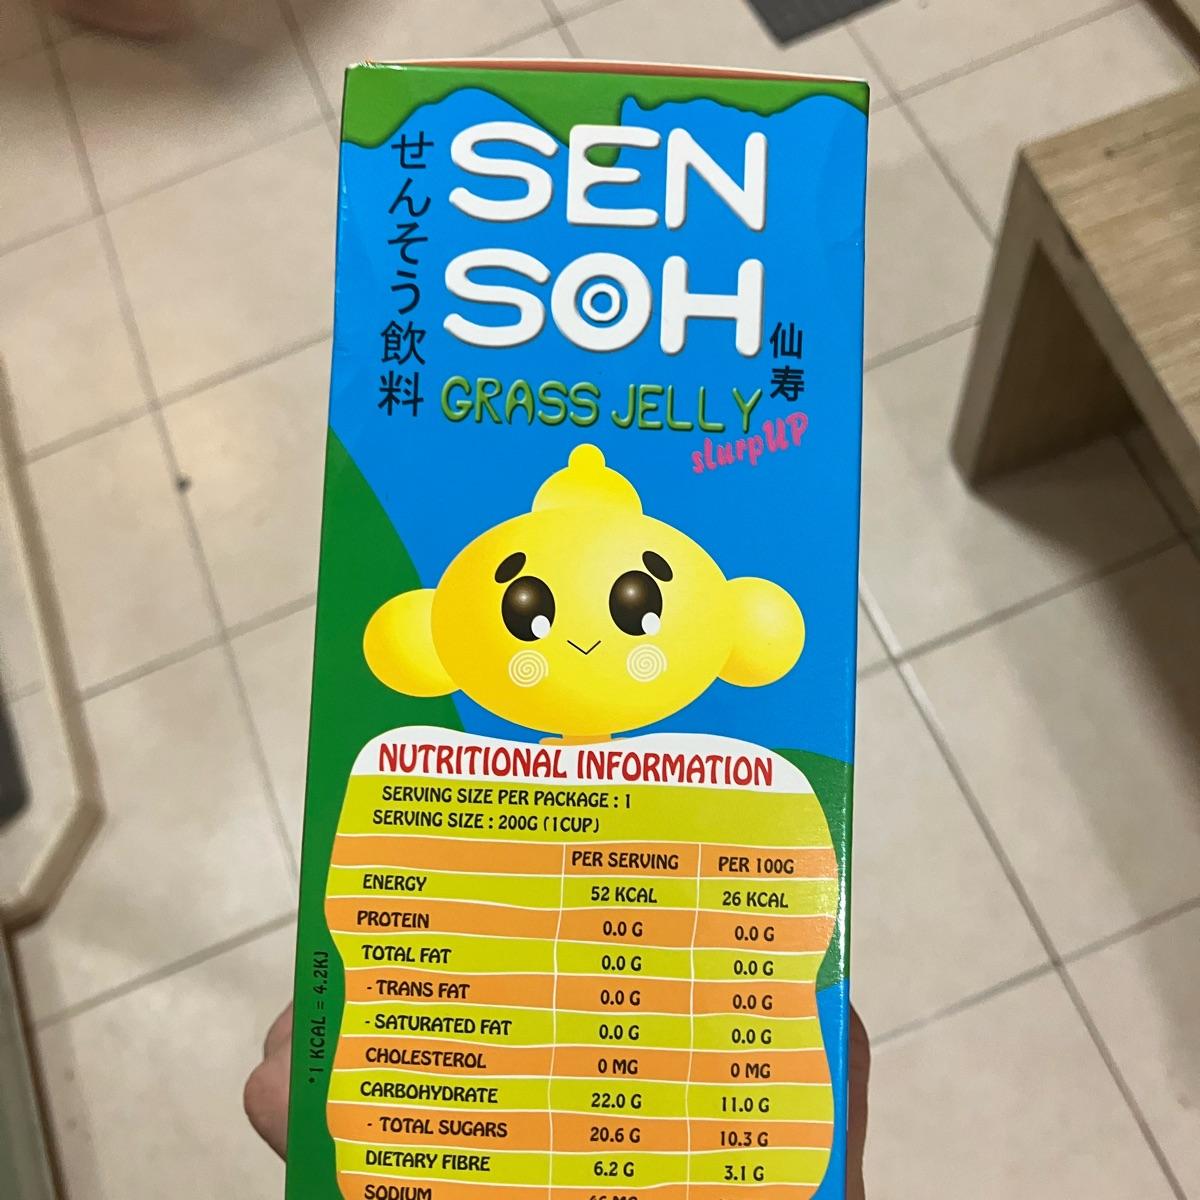 せんそう飲料
SEN
SOH
仙寿
GRASS JELLY
slurpUP
NUTRITIONAL INFORMATION
SERVING SIZE PER PACKAGE : 1
SERVING SIZE : 200G (1CUP)
PER SERVING PER 100G
ENERGY 52 KCAL 26 KCAL
PROTEIN 0.0 G 0.0 G
TOTAL FAT 0.0 G 0.0 G
- TRANS FAT 0.0 G 0.0 G
- SATURATED FAT 0.0 G 0.0 G
CHOLESTEROL 0 MG 0 MG
CARBOHYDRATE 22.0 G 11.0 G
- TOTAL SUGARS 20.6 G 10.3 G
DIETARY FIBRE 6.2 G 3.1 G
SODIUM
*1 KCAL = 4.2KJ